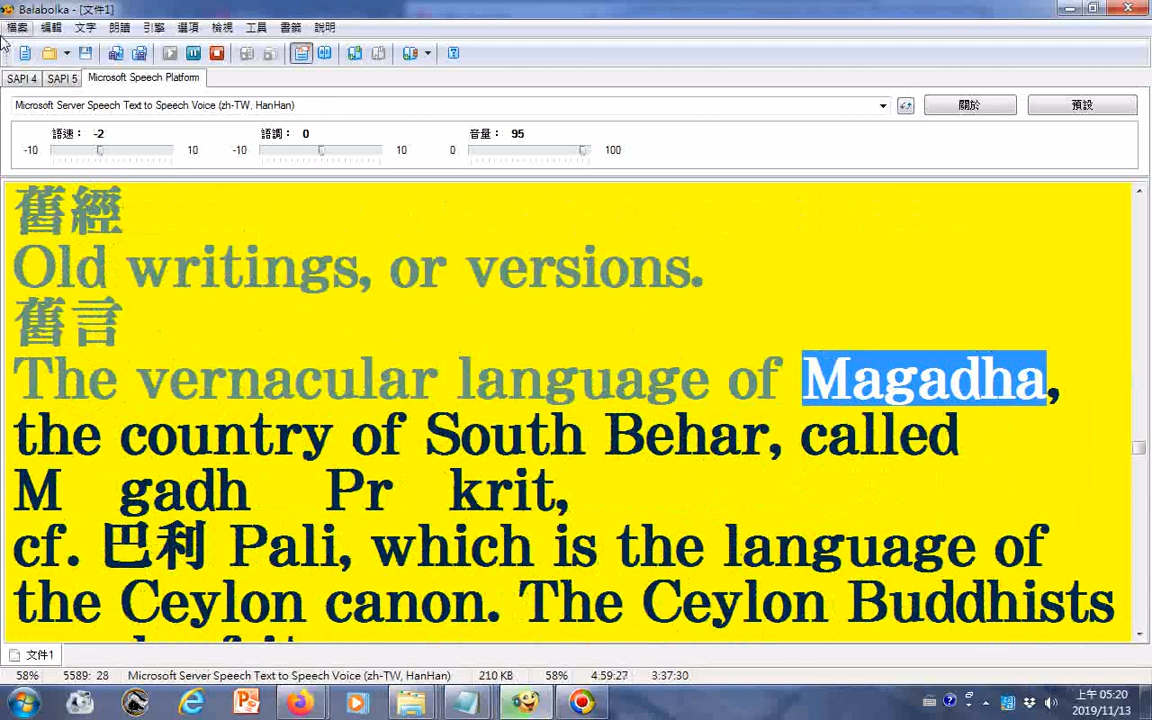 Balabolka - [文件1]
檔案 編輯 文字 朗讀 引擎 選項 檢視 工具 書籤 說明
SAPI 4 SAPI 5 Microsoft Speech Platform
Microsoft Server Speech Text to Speech Voice (zh-TW, HanHan) 關於 預設
語速： -2 語調： 0 音量： 95
-10 10 -10 10 0 100
舊經
Old writings, or versions.
舊言
The vernacular language of Magadha,
the country of South Behar, called
M gadh Pr krit,
cf. 巴利 Pali, which is the language of
the Ceylon canon. The Ceylon Buddhists
文件1
58% 5589: 28 Microsoft Server Speech Text to Speech Voice (zh-TW, HanHan) 210 KB 58% 4:59:27 3:37:30
上午 05:20
2019/11/13